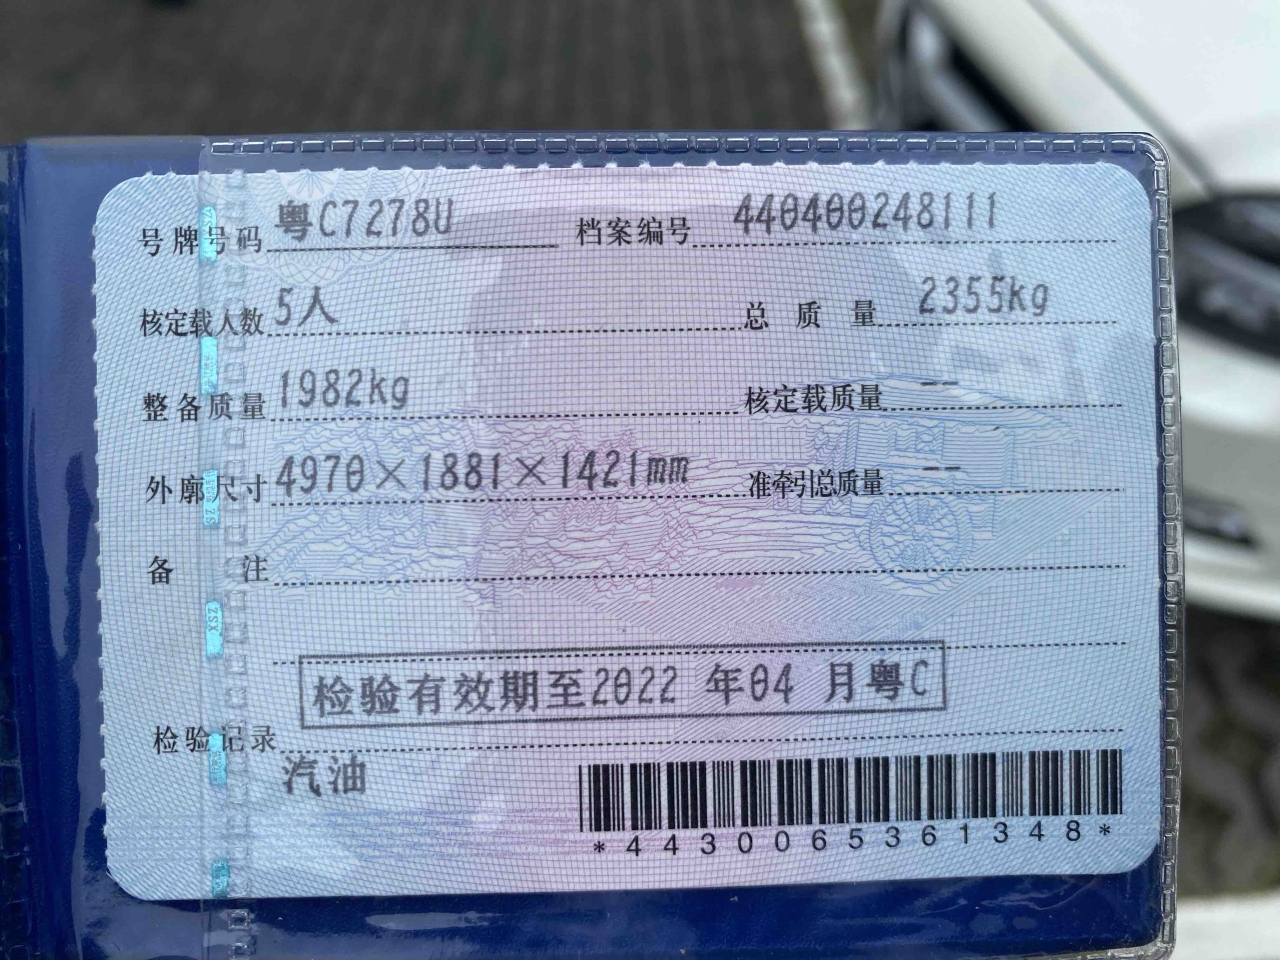 号牌号码 粤C7278U 档案编号 440400248111
核定载人数 5人 总质量 2355kg
整备质量 1982kg 核定载质量 --
外廓尺寸 4970×1881×1421mm 准牵引总质量 --
备注
检验有效期至2022 年04 月粤C
检验记录
汽油
*4430065361348*